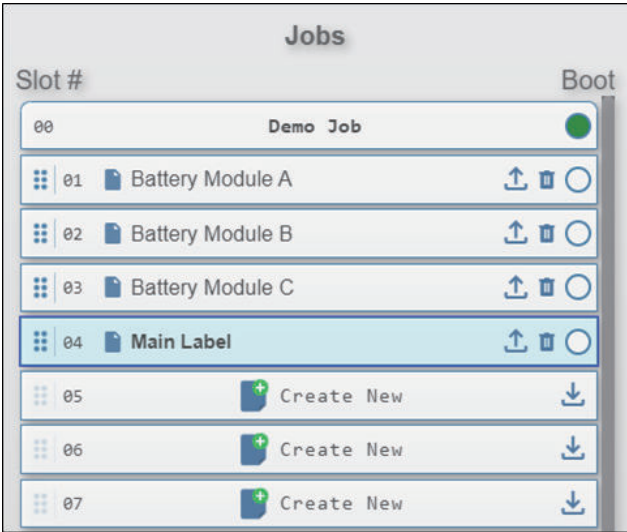 Jobs
Slot # Boot
00 Demo Job
01 Battery Module A
02 Battery Module B
03 Battery Module C
04 Main Label
05 Create New
06 Create New
07 Create New